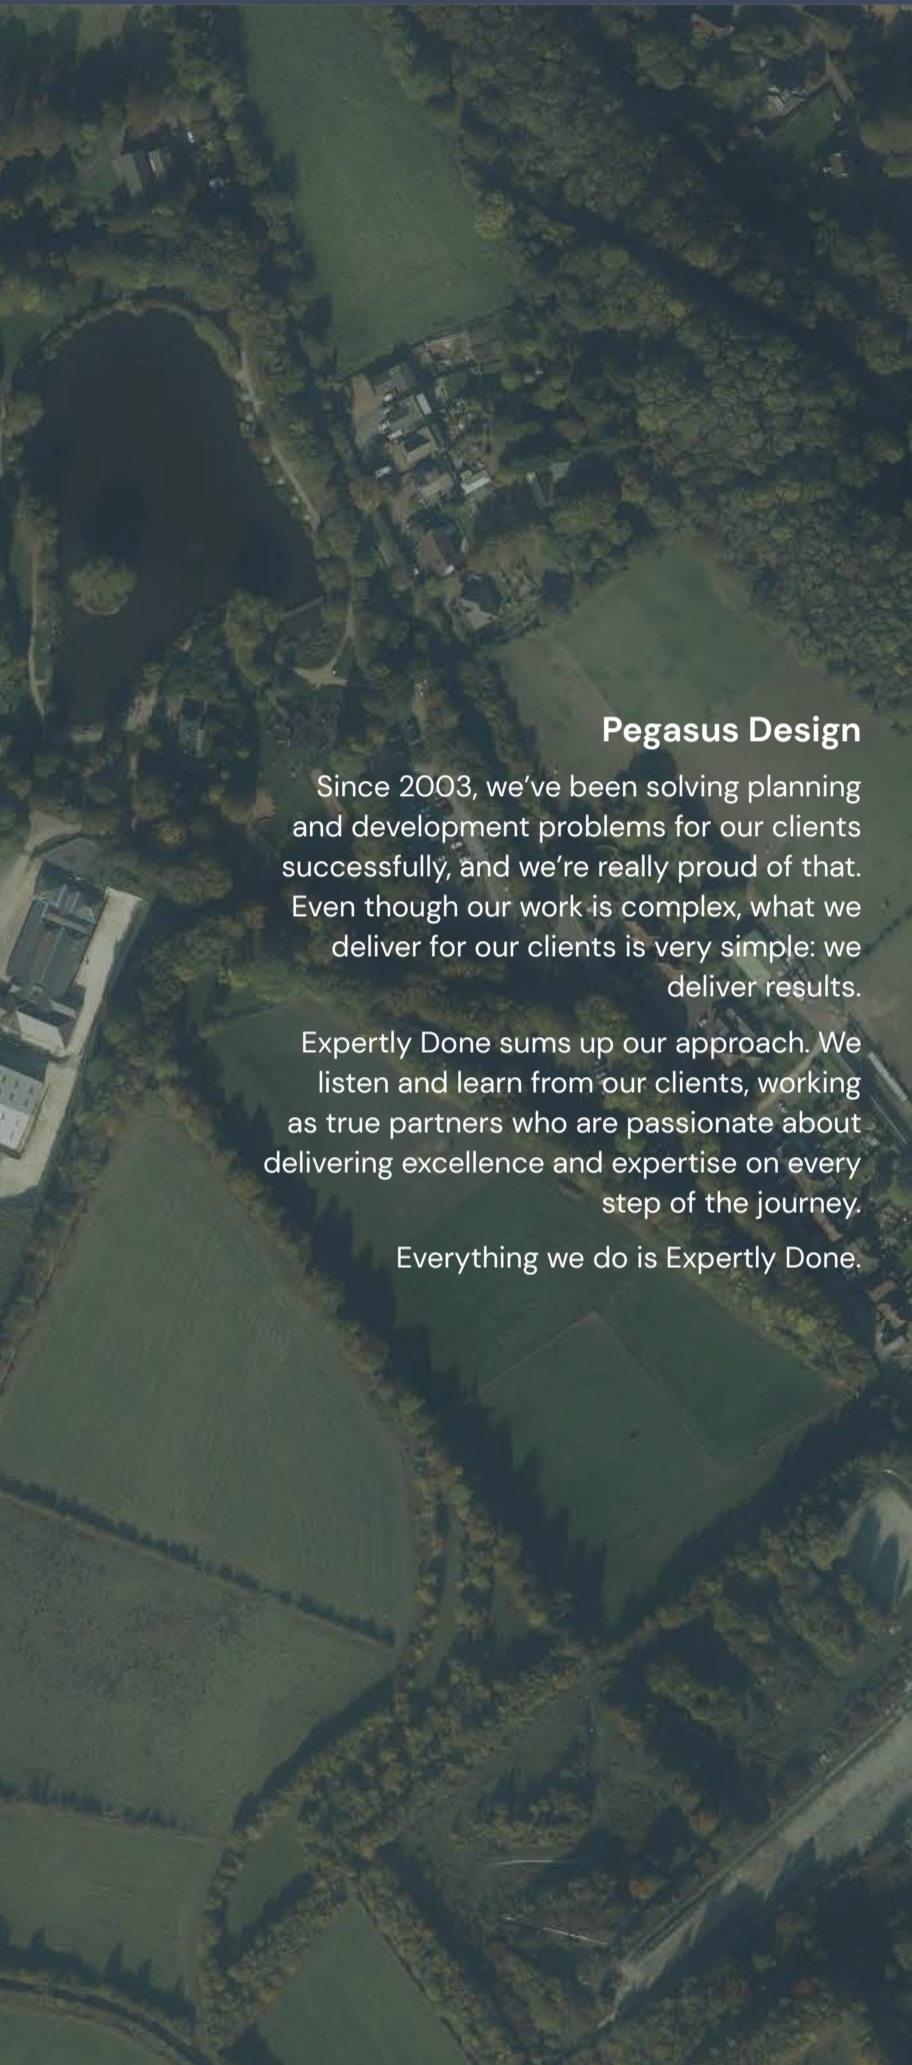 Pegasus Design
Since 2003, we’ve been solving planning
and development problems for our clients
successfully, and we’re really proud of that.
Even though our work is complex, what we
deliver for our clients is very simple: we
deliver results.
Expertly Done sums up our approach. We
listen and learn from our clients, working
as true partners who are passionate about
delivering excellence and expertise on every
step of the journey.
Everything we do is Expertly Done.